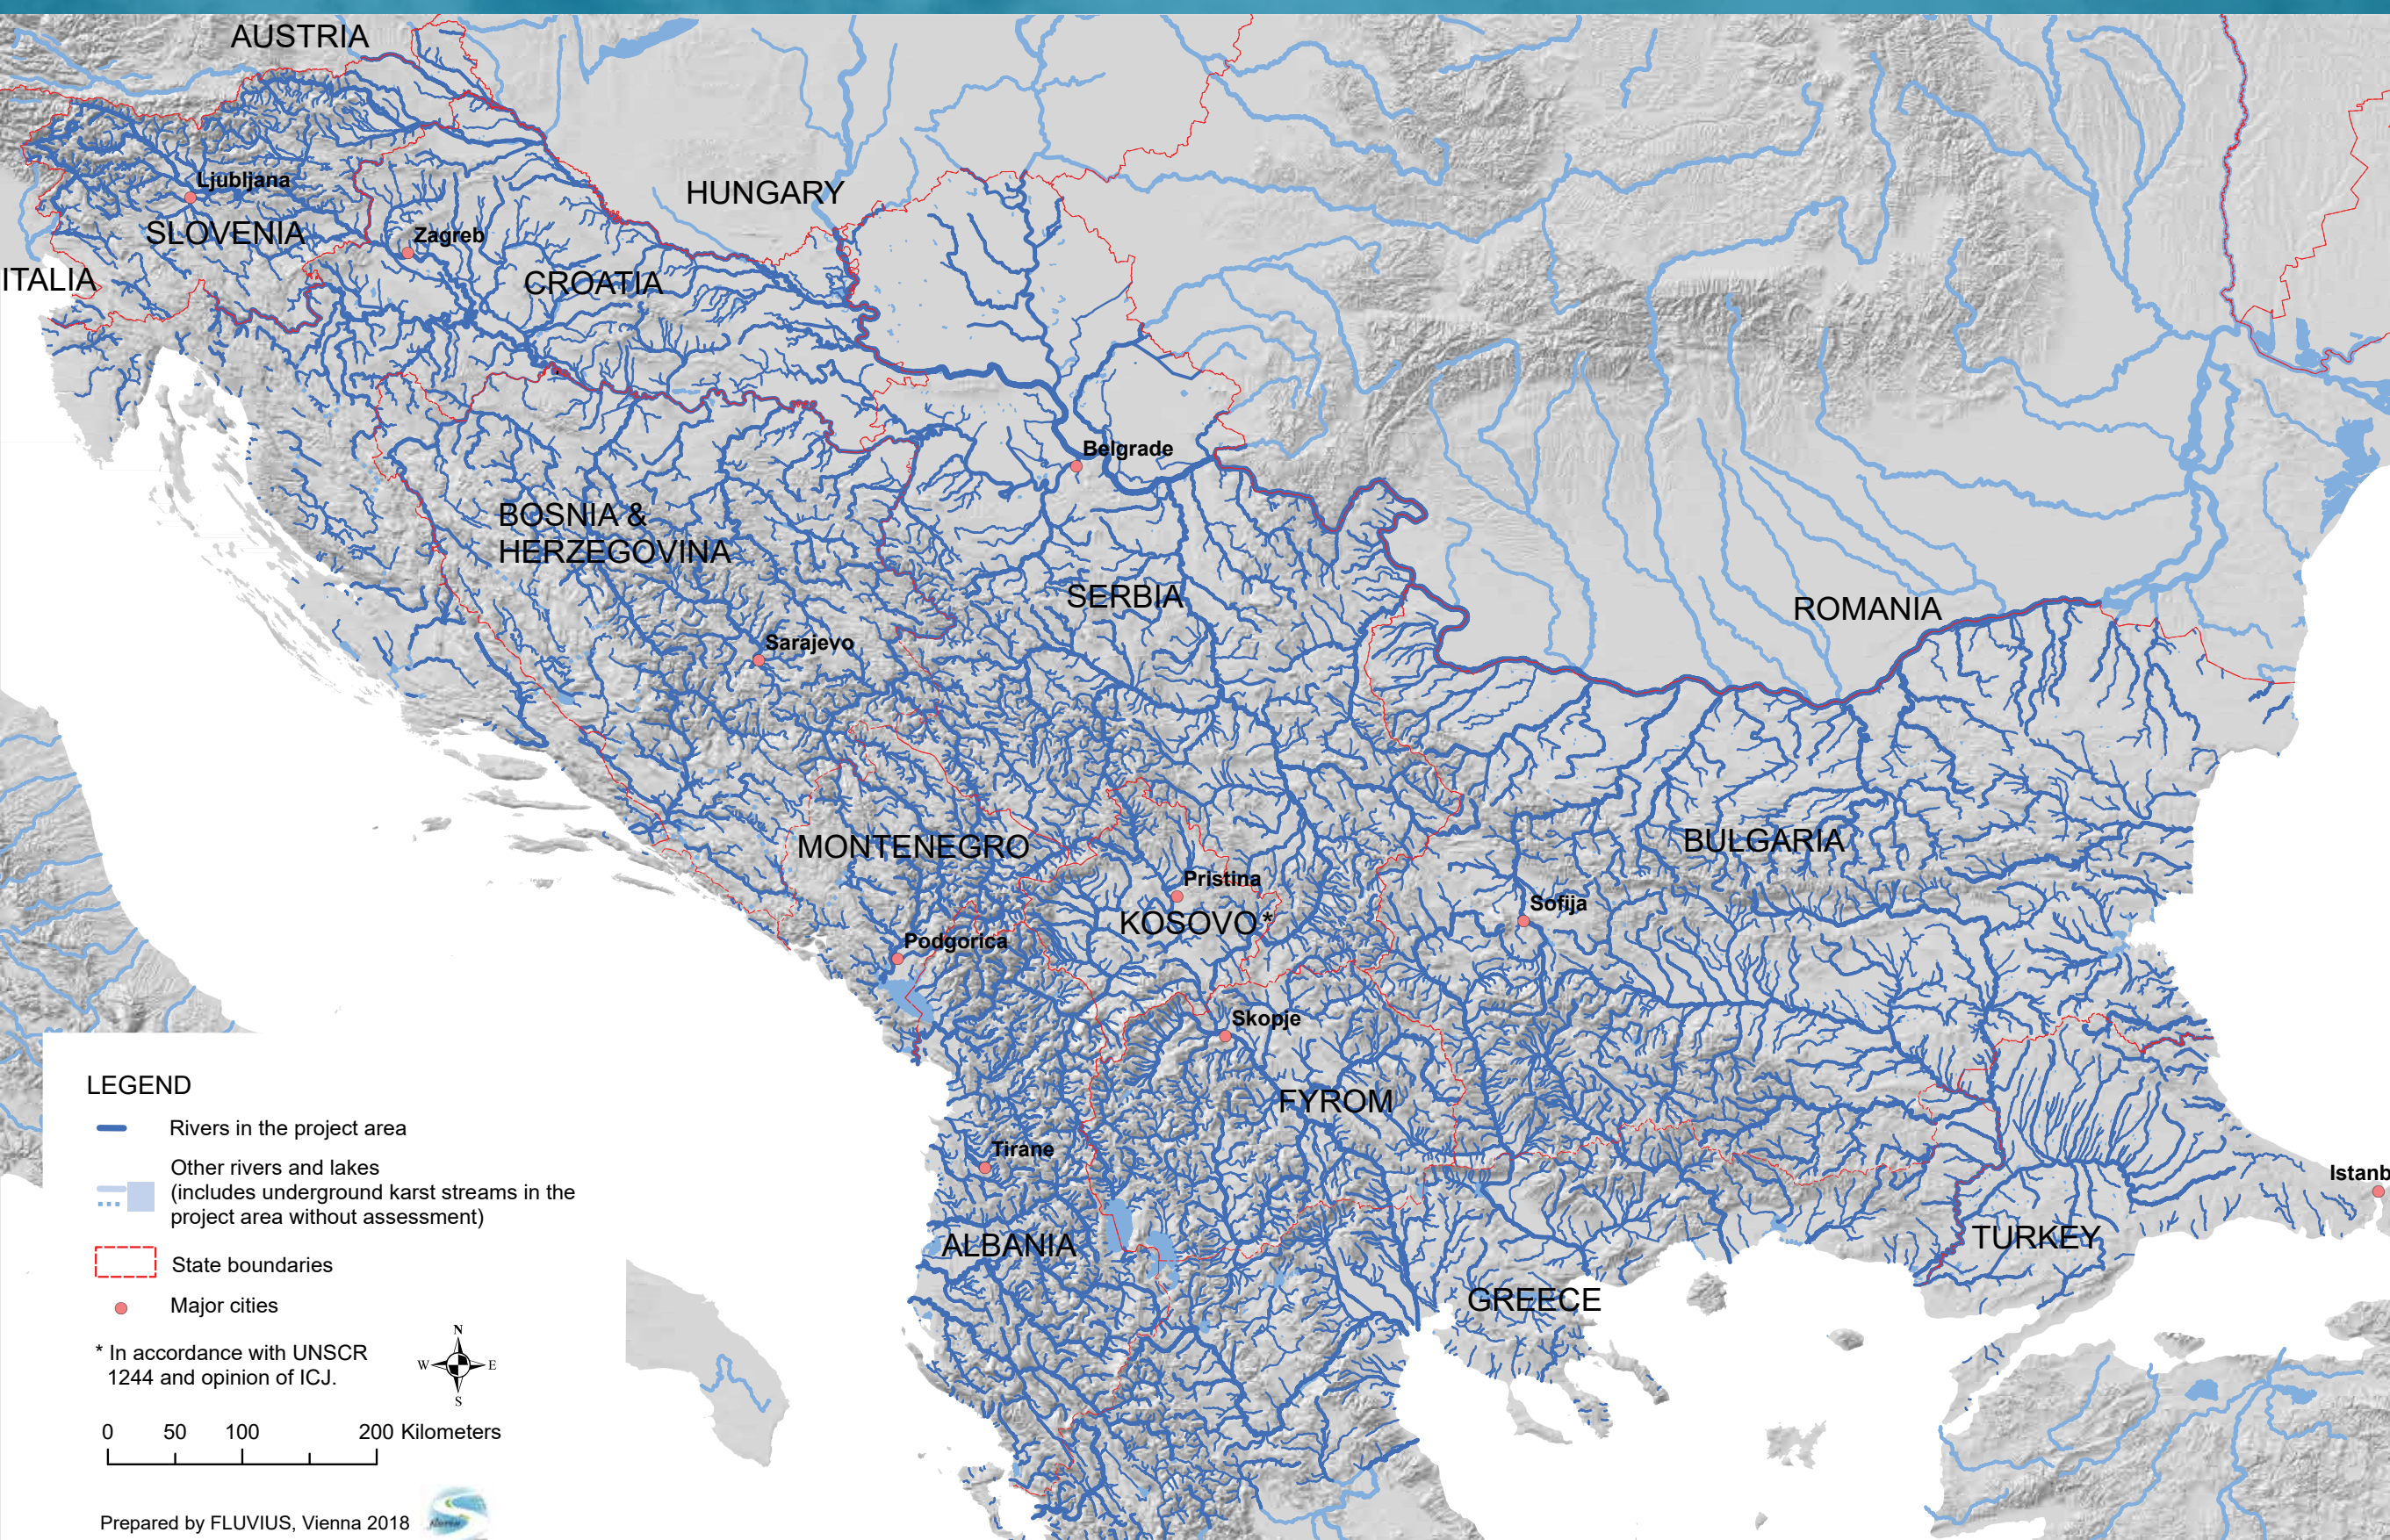 AUSTRIA
HUNGARY
Ljubljana
SLOVENIA
Zagreb
ITALIA
CROATIA
Belgrade
BOSNIA &
HERZEGOVINA
SERBIA
ROMANIA
Sarajevo
MONTENEGRO
BULGARIA
Pristina
KOSOVO*
Sofija
Podgorica
Skopje
FYROM
Tirane
Istanb
ALBANIA
TURKEY
GREECE
LEGEND
Rivers in the project area
Other rivers and lakes
(includes underground karst streams in the
project area without assessment)
State boundaries
Major cities
* In accordance with UNSCR
1244 and opinion of ICJ.
N
W E
S
0 50 100 200 Kilometers
Prepared by FLUVIUS, Vienna 2018